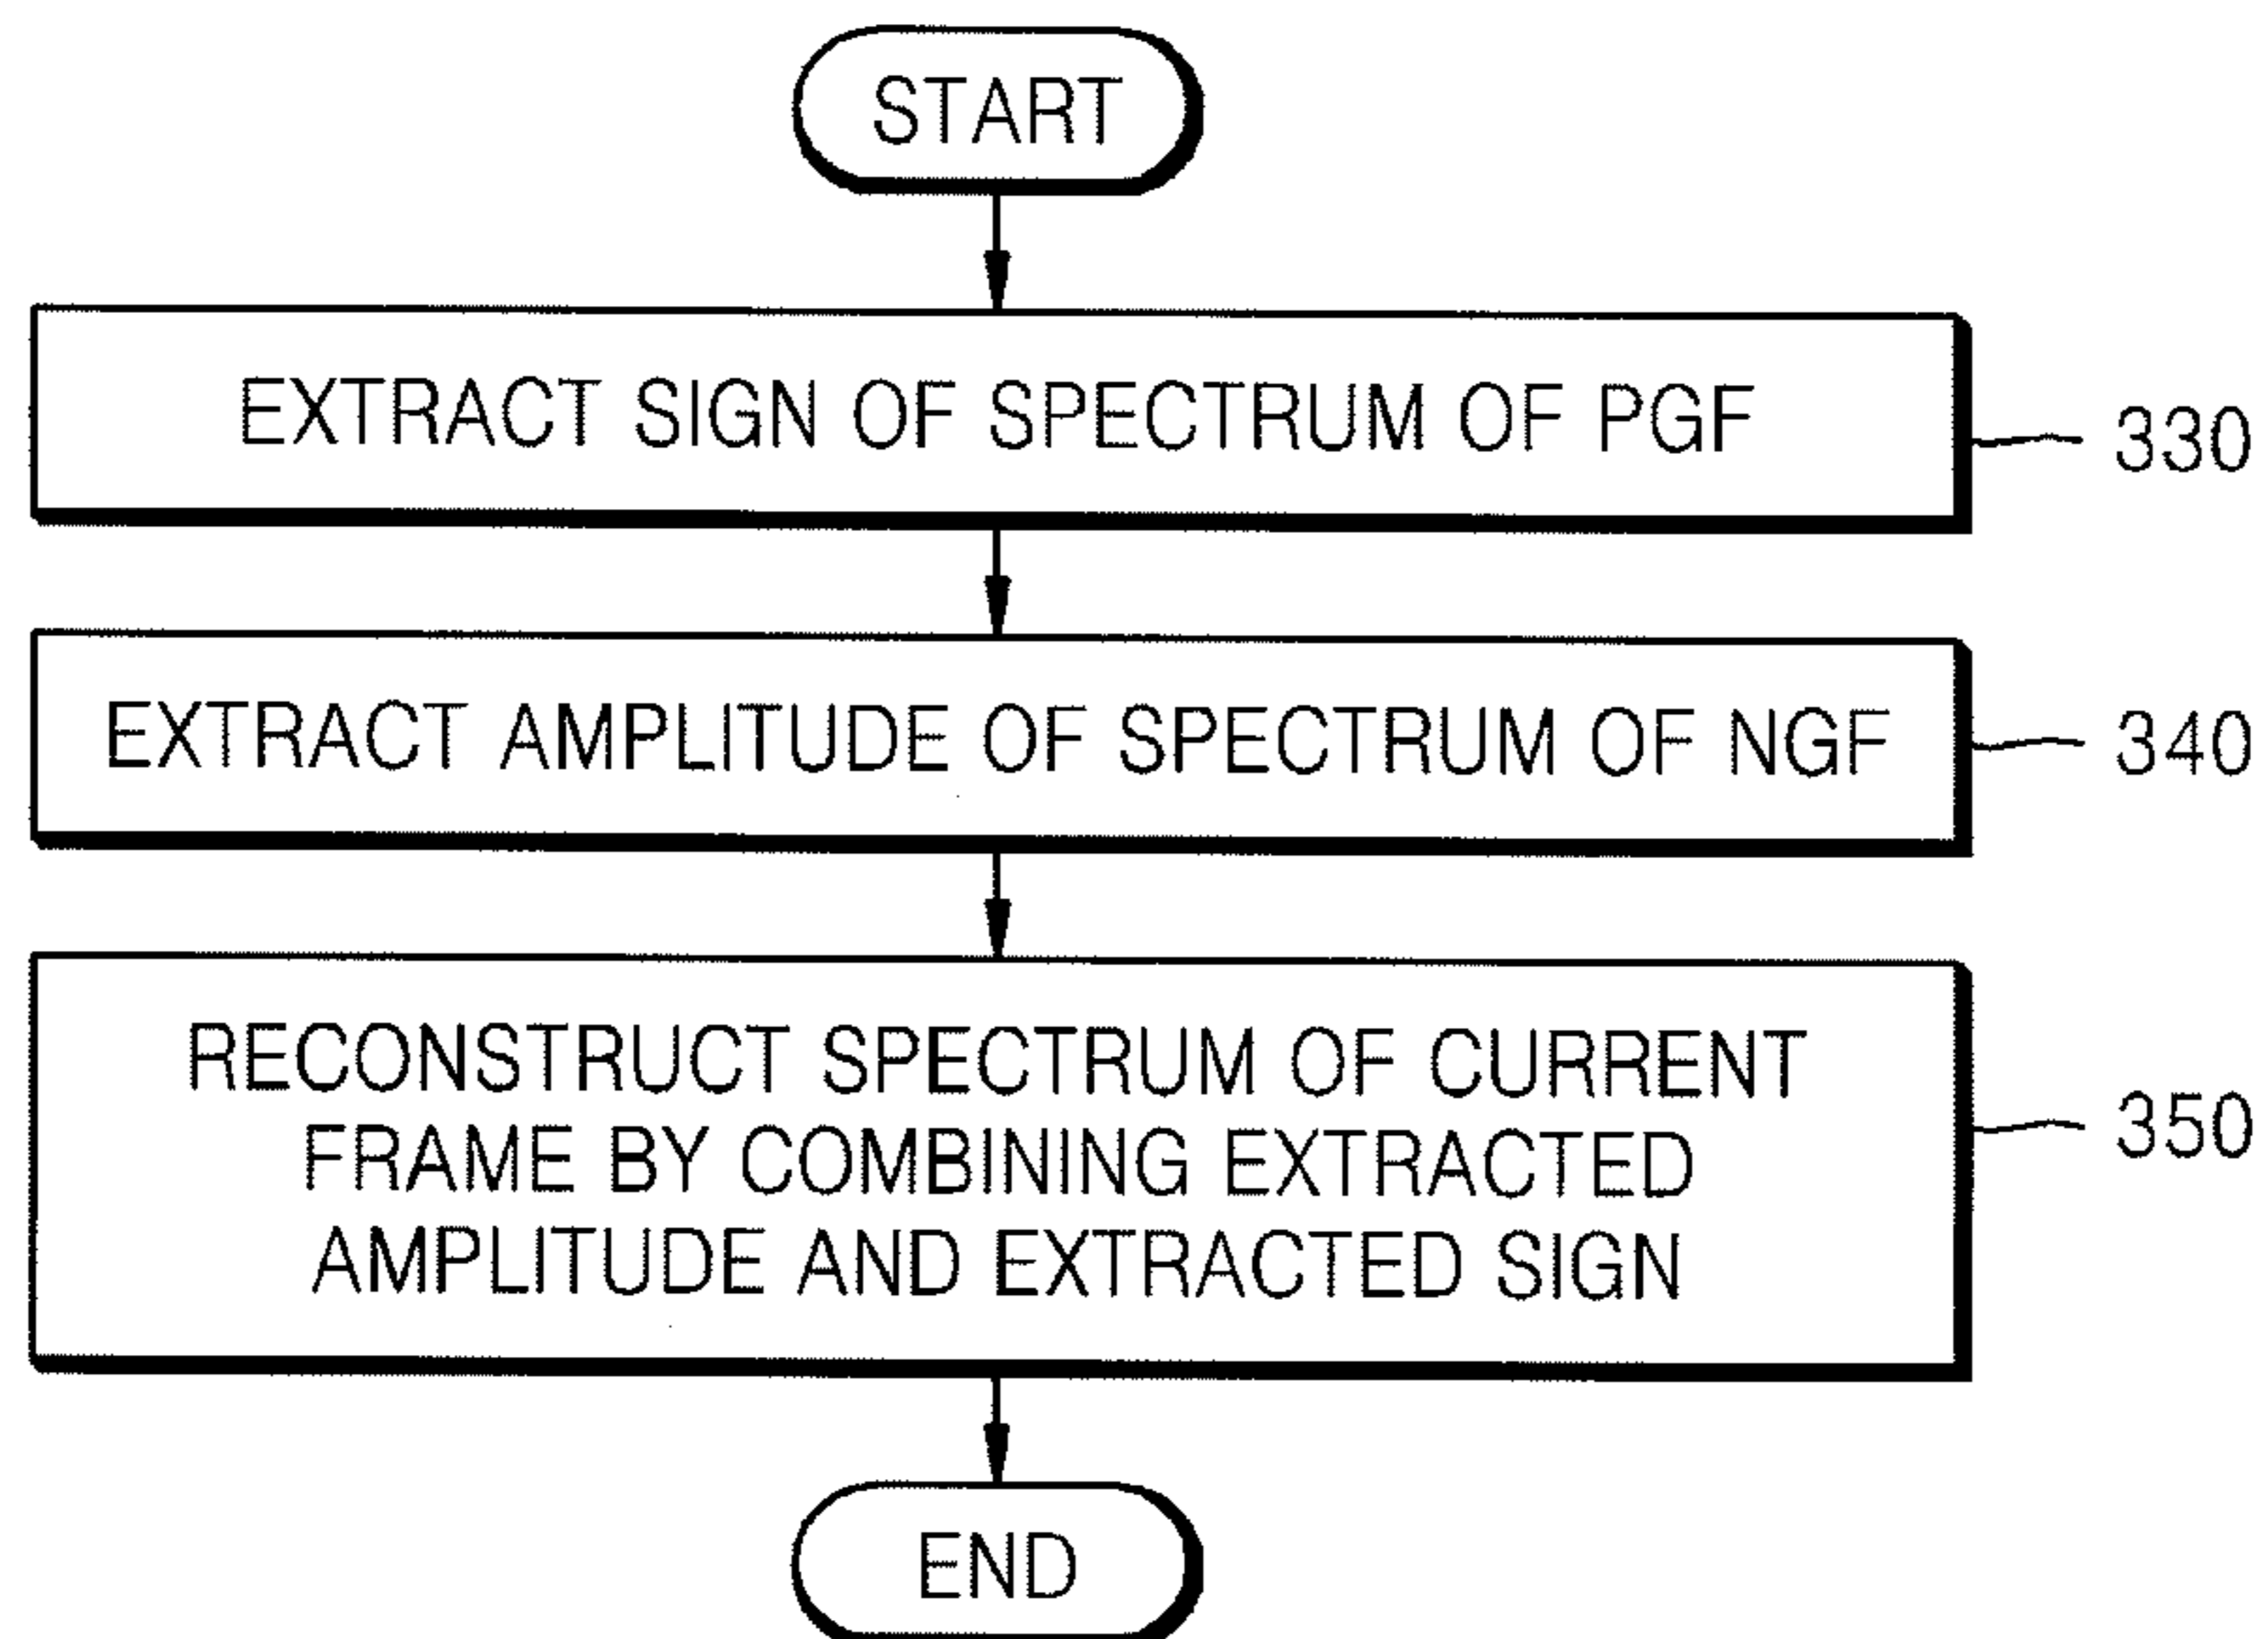 START
EXTRACT SIGN OF SPECTRUM OF PGF
330
EXTRACT AMPLITUDE OF SPECTRUM OF NGF
340
RECONSTRUCT SPECTRUM OF CURRENT
FRAME BY COMBINING EXTRACTED
AMPLITUDE AND EXTRACTED SIGN
350
END